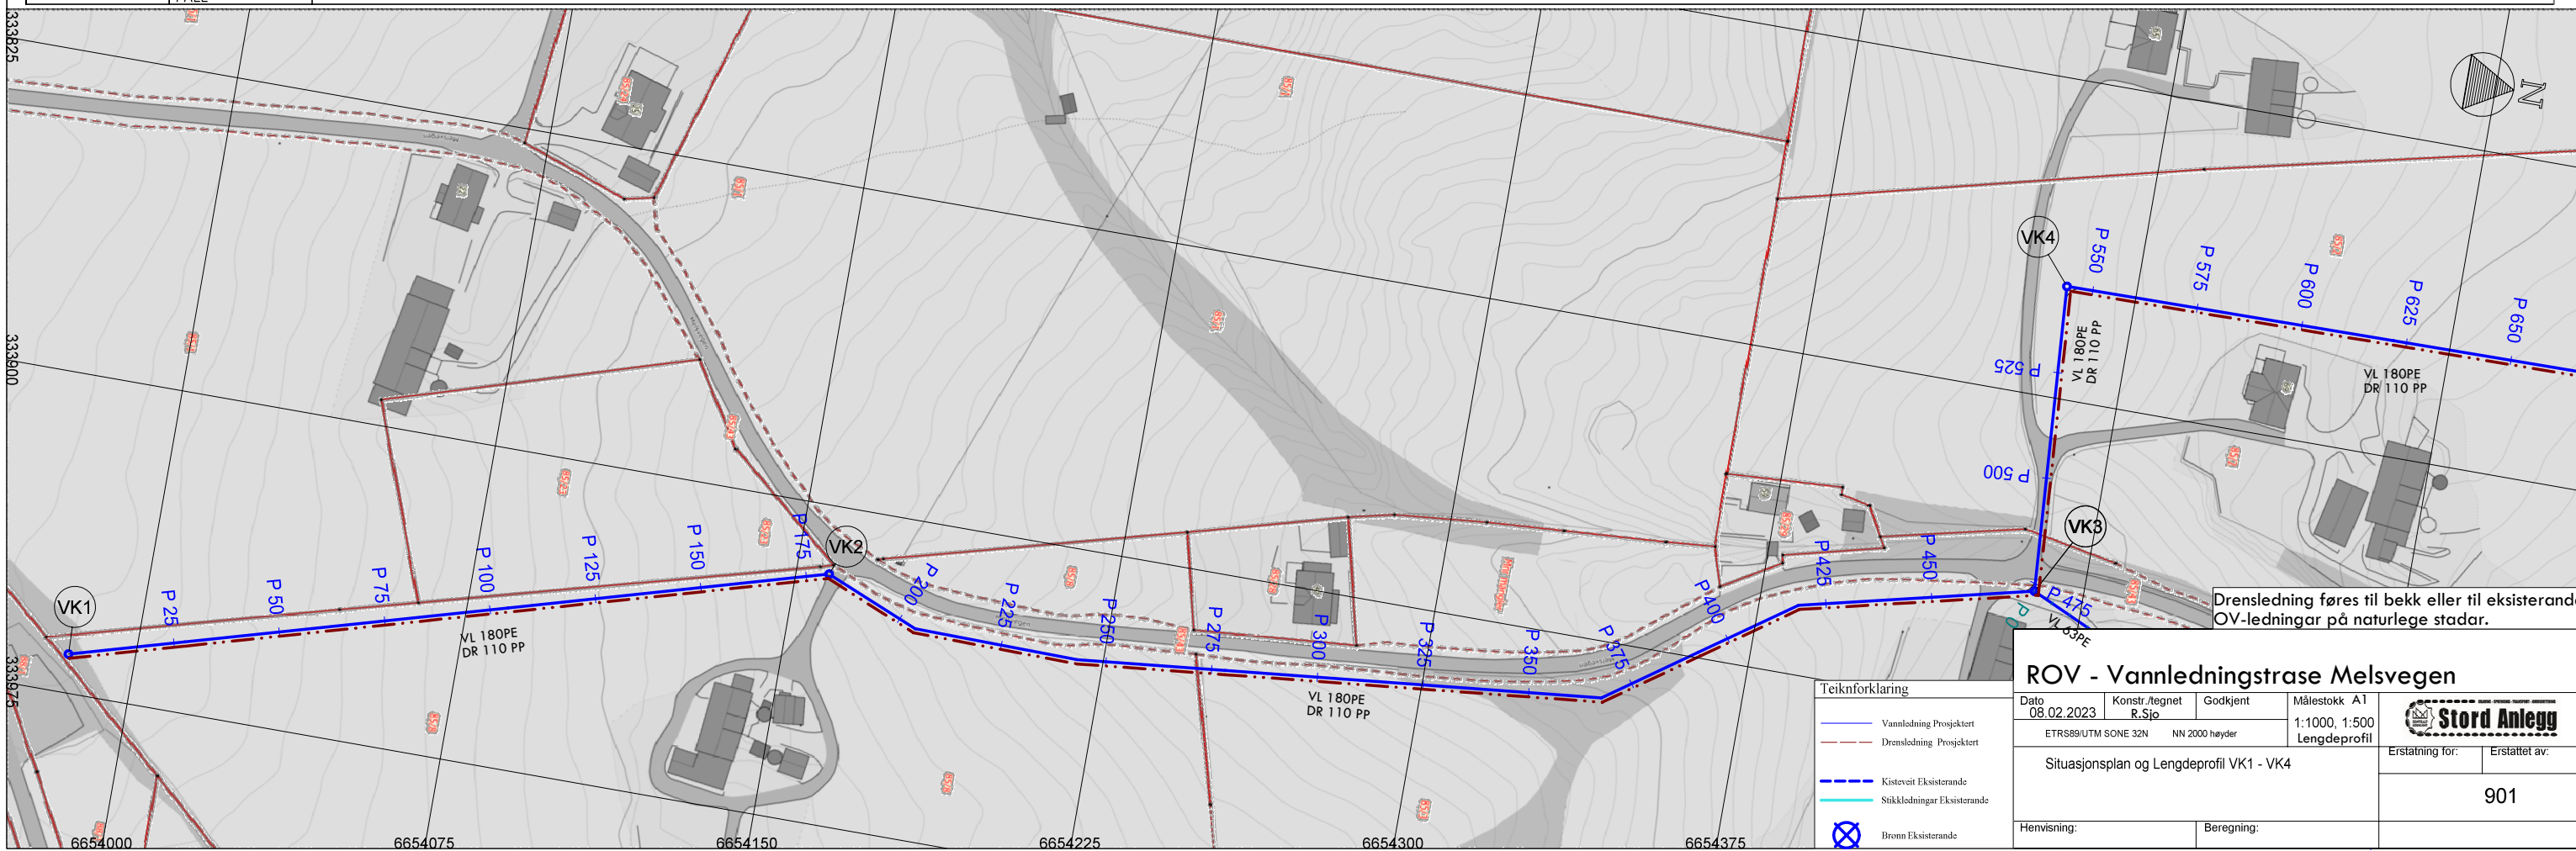 333825
333900
333975
6654000
6654075
6654150
6654225
6654300
6654375
N
VK1
VK2
VK3
VK4
P 25
P 50
P 75
P 100
P 125
P 150
P 175
P 200
P 225
P 250
P 275
P 300
P 325
P 350
P 375
P 400
P 425
P 450
P 475
P 500
P 525
P 550
P 575
P 600
P 625
P 650
VL 180PE
DR 110 PP
VL 180PE
DR 110 PP
VL 180PE
DR 110 PP
VL 180PE
DR 110 PP
VL 63PE
Drensledning føres til bekk eller til eksisterande
OV-ledningar på naturlege stadar.
Teiknforklaring
Vannledning Prosjektert
Drensledning Prosjektert
Kisteveit Eksisterande
Stikkledningar Eksisterande
Brønn Eksisterande
ROV - Vannledningstrase Melsvegen
Dato
08.02.2023
Konstr./tegnet
R.Sjo
Godkjent
Målestokk A1
1:1000, 1:500
Lengdeprofil
ETRS89/UTM SONE 32N NN 2000 høyder
Stord Anlegg
Situasjonsplan og Lengdeprofil VK1 - VK4
Erstatning for:
Erstattet av:
901
Henvisning:
Beregning: